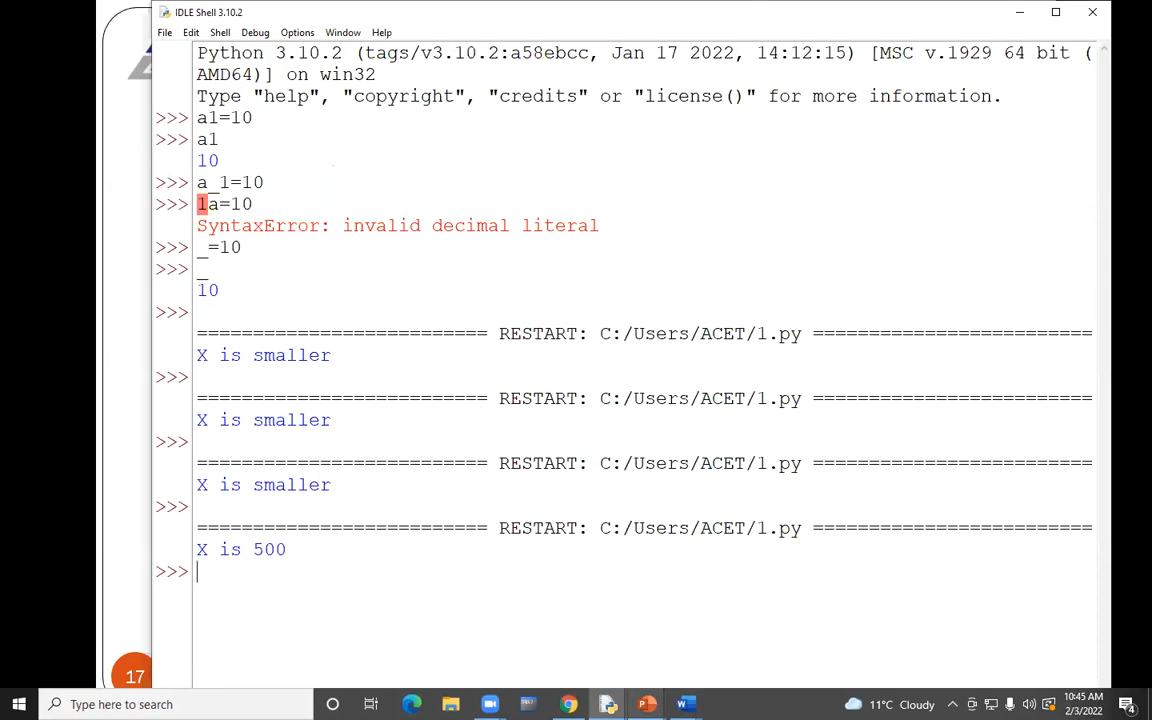 IDLE Shell 3.10.2
File Edit Shell Debug Options Window Help
Python 3.10.2 (tags/v3.10.2:a58ebcc, Jan 17 2022, 14:12:15) [MSC v.1929 64 bit (
AMD64)] on win32
Type "help", "copyright", "credits" or "license()" for more information.
>>> a1=10
>>> a1
10
>>> a_1=10
>>> 1a=10
SyntaxError: invalid decimal literal
>>> _=10
>>> _
10
>>>
========================== RESTART: C:/Users/ACET/1.py =========================
X is smaller
>>>
========================== RESTART: C:/Users/ACET/1.py =========================
X is smaller
>>>
========================== RESTART: C:/Users/ACET/1.py =========================
X is smaller
>>>
========================== RESTART: C:/Users/ACET/1.py =========================
X is 500
>>>
17
Type here to search
11°C Cloudy
10:45 AM
2/3/2022
4